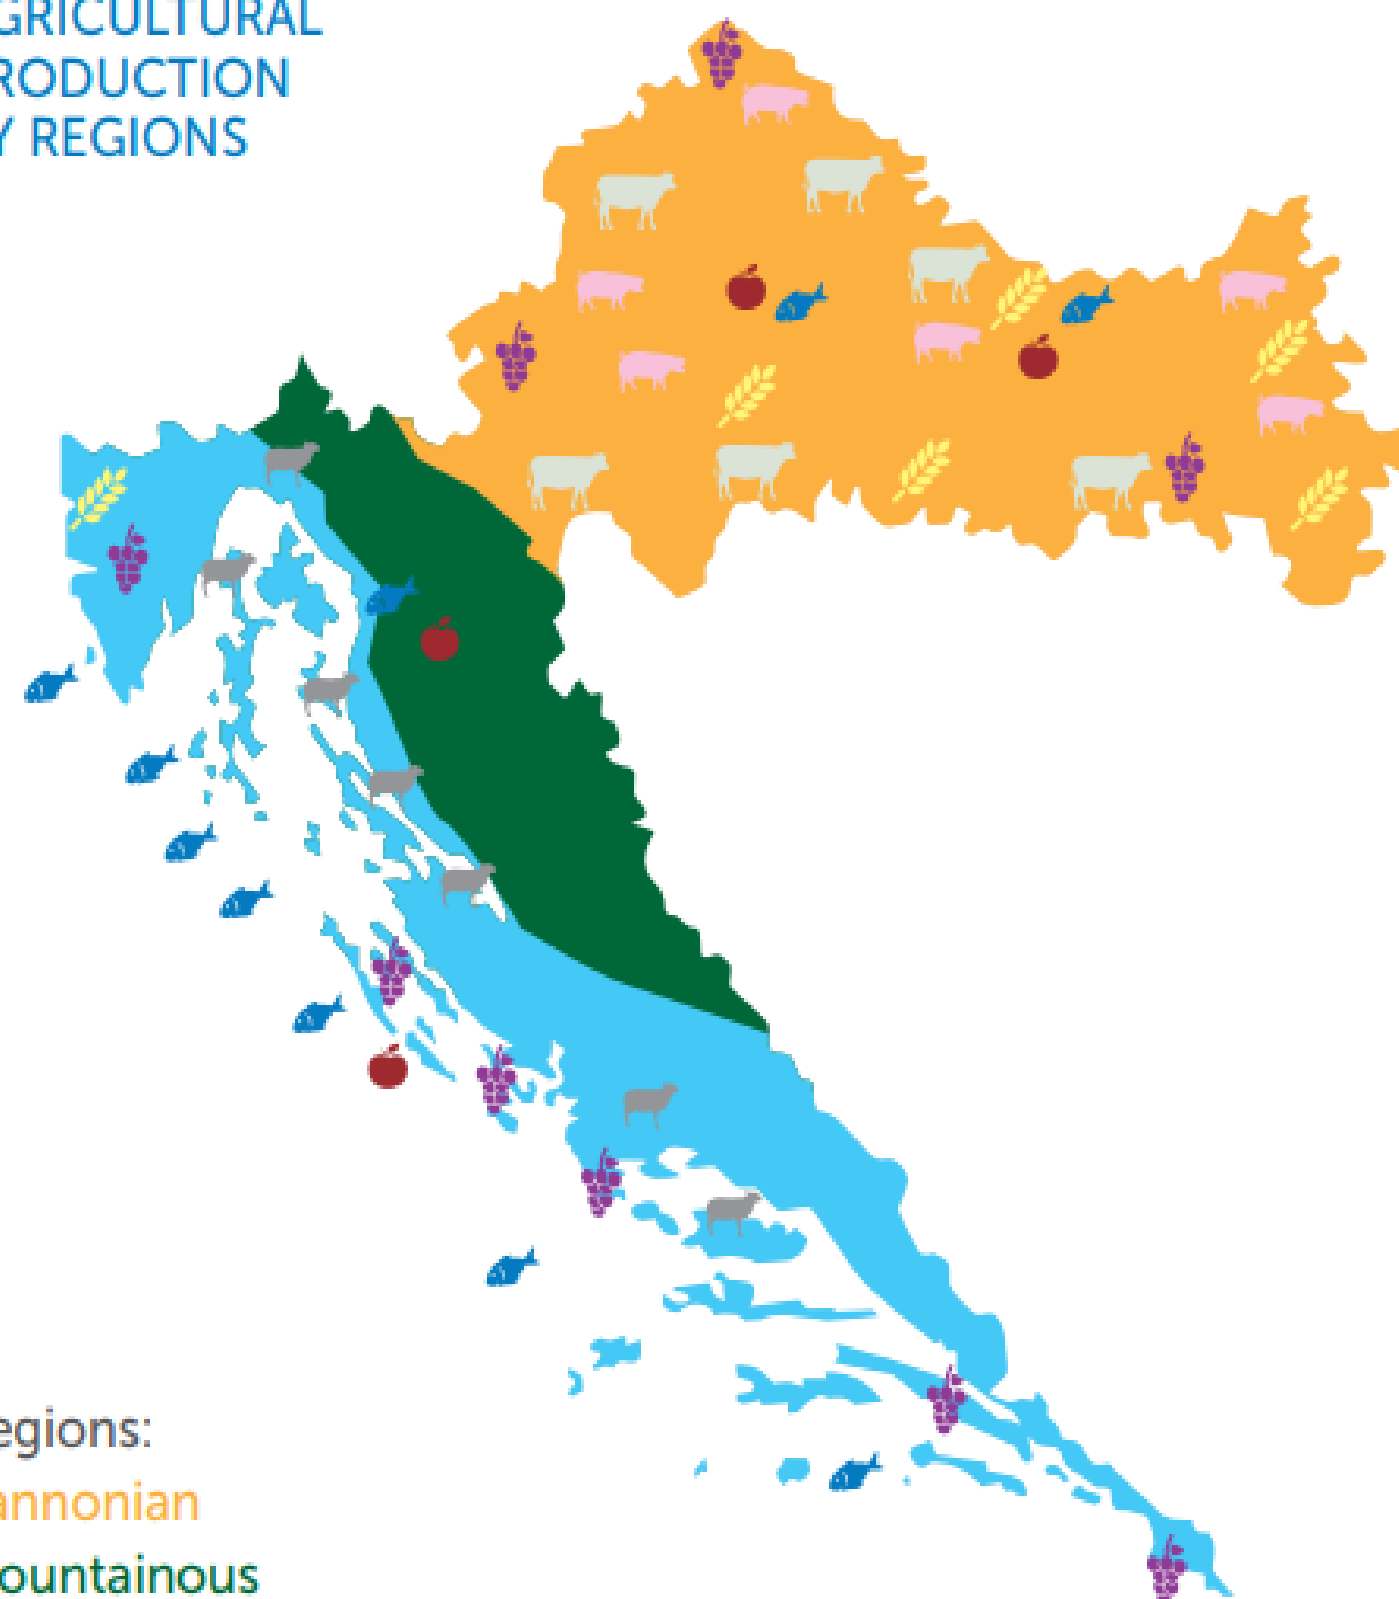 GRICULTURAL
RODUCTION
Y REGIONS
egions:
annonian
ountainous